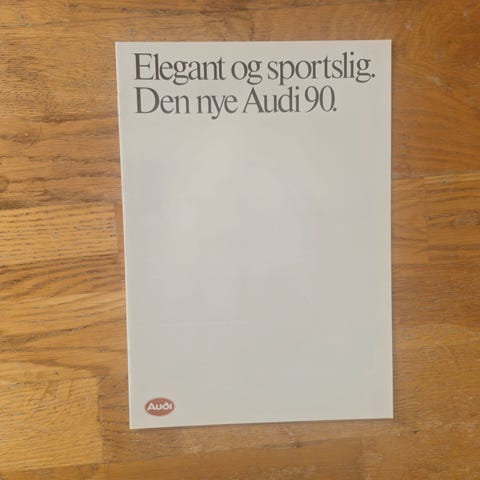 Elegant og sportslig.
Den nye Audi 90.
Audi